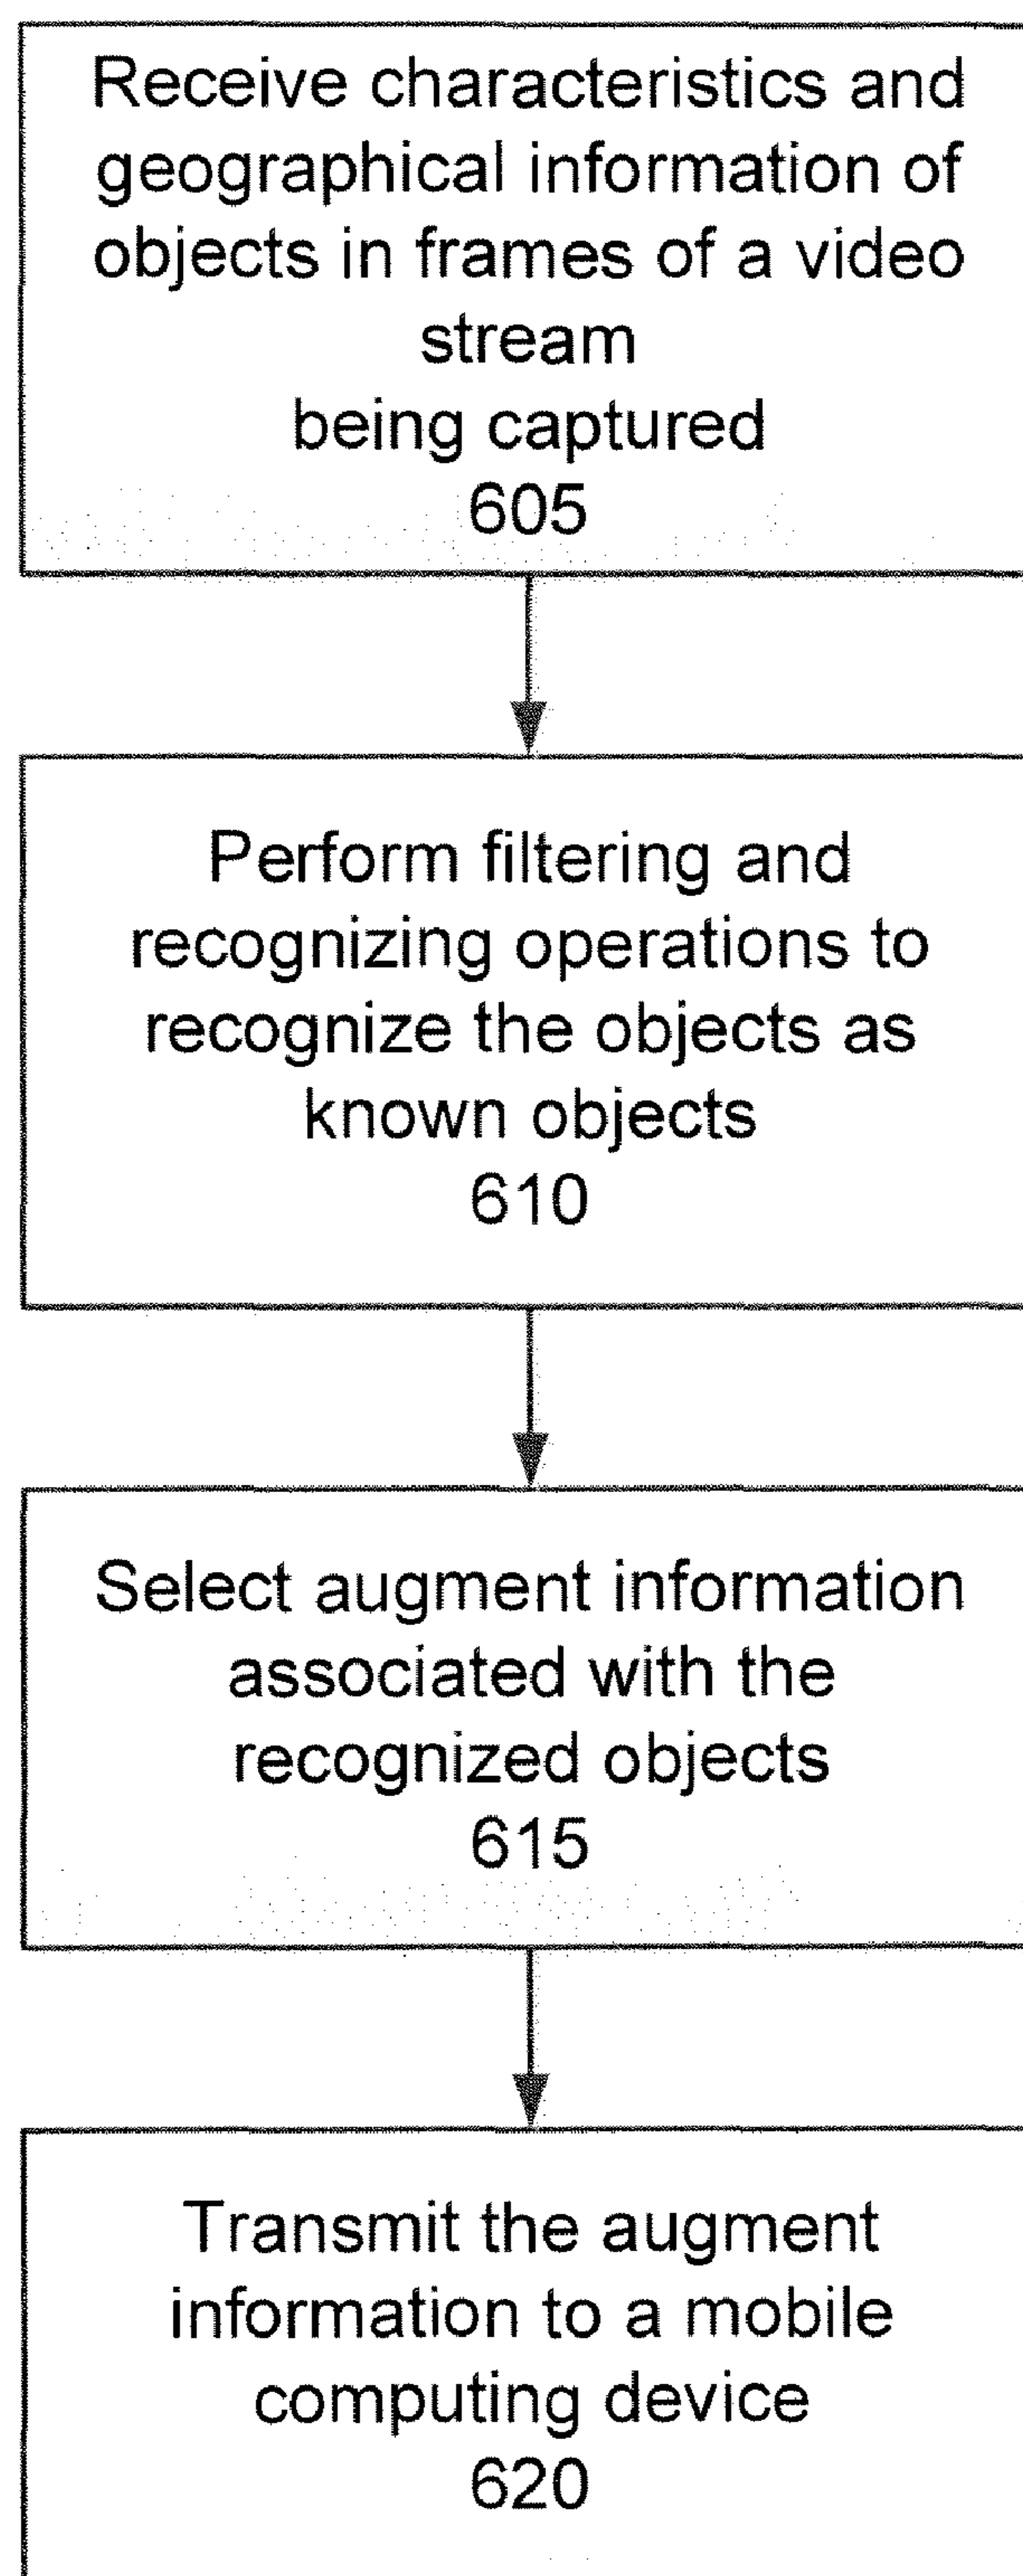 Receive characteristics and
geographical information of
objects in frames of a video
stream
being captured
605
Perform filtering and
recognizing operations to
recognize the objects as
known objects
610
Select augment information
associated with the
recognized objects
615
Transmit the augment
information to a mobile
computing device
620